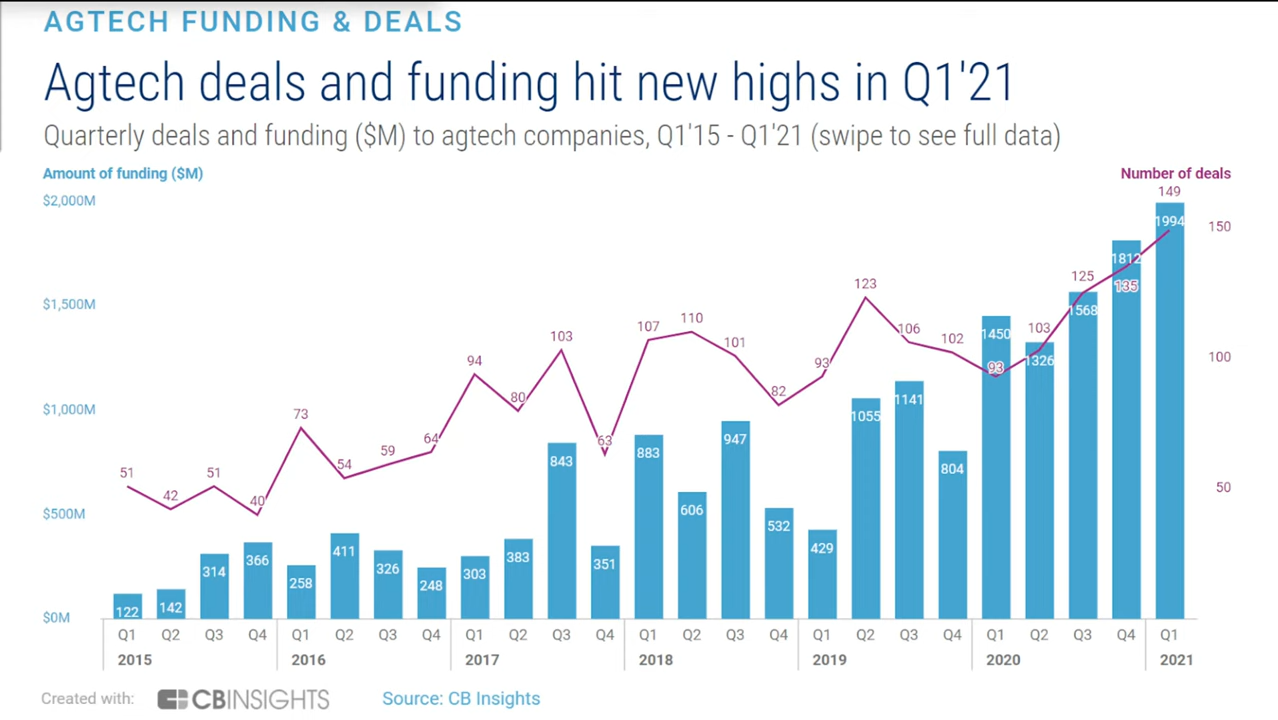 AGTECH FUNDING & DEALS
Agtech deals and funding hit new highs in Q1'21
Quarterly deals and funding ($M) to agtech companies, Q1'15 - Q1'21 (swipe to see full data)
Amount of funding ($M) Number of deals
$2,000M
$1,500M
$1,000M
$500M
$0M
150
100
50
51 42 51 40 73 54 59 64 94 80 103 63 107 110 101 82 93 123 106 102 93 103 125 135 149
122 142 314 366 258 411 326 248 303 383 843 351 883 606 947 532 429 1055 1141 804 1450 1326 1568 1812 1994
Q1 Q2 Q3 Q4 Q1 Q2 Q3 Q4 Q1 Q2 Q3 Q4 Q1 Q2 Q3 Q4 Q1 Q2 Q3 Q4 Q1 Q2 Q3 Q4 Q1
2015 2016 2017 2018 2019 2020 2021
Created with: CBINSIGHTS Source: CB Insights